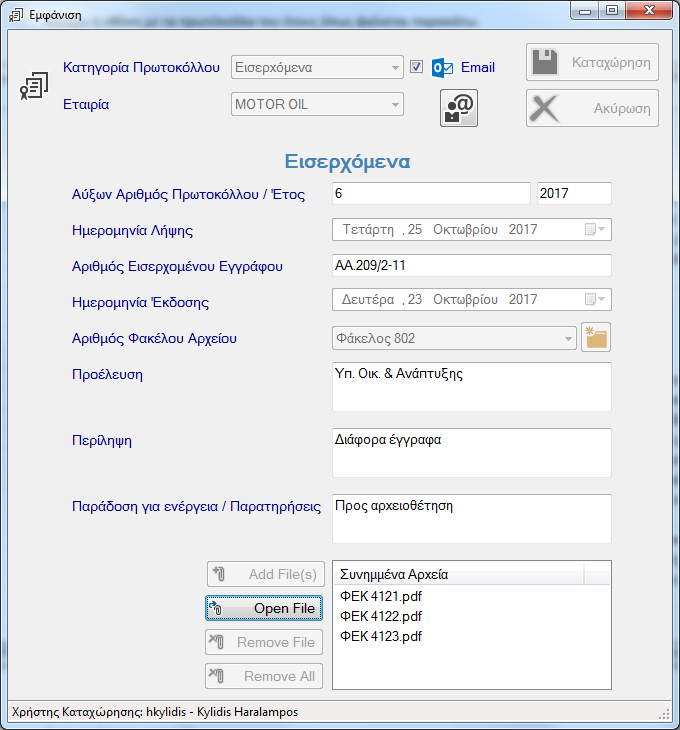 Εμφάνιση
Κατηγορία Πρωτοκόλλου Εισερχόμενα Email Καταχώρηση
Εταιρία MOTOR OIL Ακύρωση
Εισερχόμενα
Αύξων Αριθμός Πρωτοκόλλου / Έτος 6 2017
Ημερομηνία Λήψης Τετάρτη , 25 Οκτωβρίου 2017
Αριθμός Εισερχομένου Εγγράφου ΑΑ.209/2-11
Ημερομηνία Έκδοσης Δευτέρα , 23 Οκτωβρίου 2017
Αριθμός Φακέλου Αρχείου Φάκελος 802
Προέλευση Υπ. Οικ. & Ανάπτυξης
Περίληψη Διάφορα έγγραφα
Παράδοση για ενέργεια / Παρατηρήσεις Προς αρχειοθέτηση
Add File(s) Συνημμένα Αρχεία
Open File ΦΕΚ 4121.pdf
ΦΕΚ 4122.pdf
Remove File ΦΕΚ 4123.pdf
Remove All
Χρήστης Καταχώρησης: hkylidis - Kylidis Haralampos